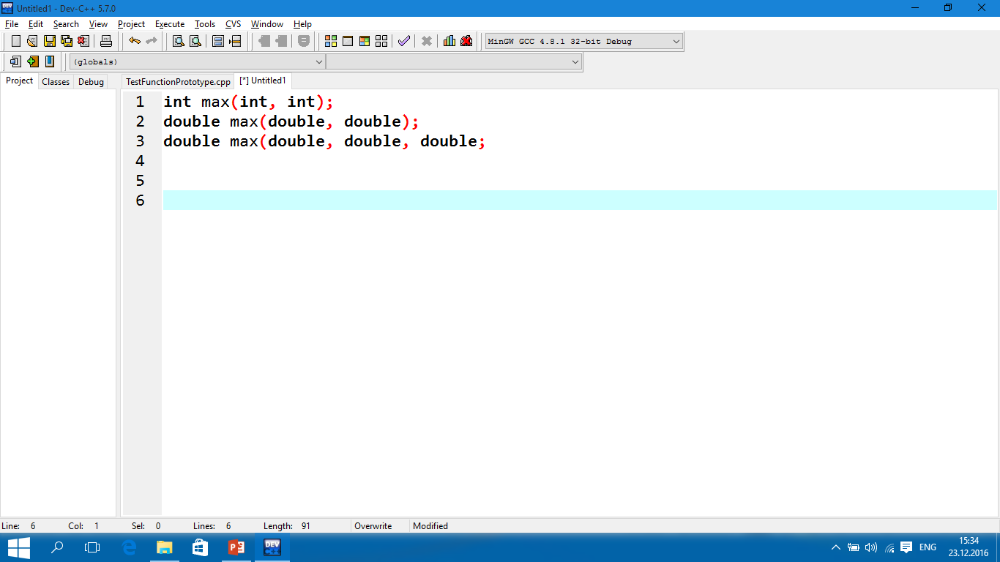 Untitled1 - Dev-C++ 5.7.0
File Edit Search View Project Execute Tools CVS Window Help
MinGW GCC 4.8.1 32-bit Debug
(globals)
Project Classes Debug TestFunctionPrototype.cpp [*] Untitled1
1 int max(int, int);
2 double max(double, double);
3 double max(double, double, double;
4
5
6
Line: 6 Col: 1 Sel: 0 Lines: 6 Length: 91 Overwrite Modified
ENG 15:34
23.12.2016